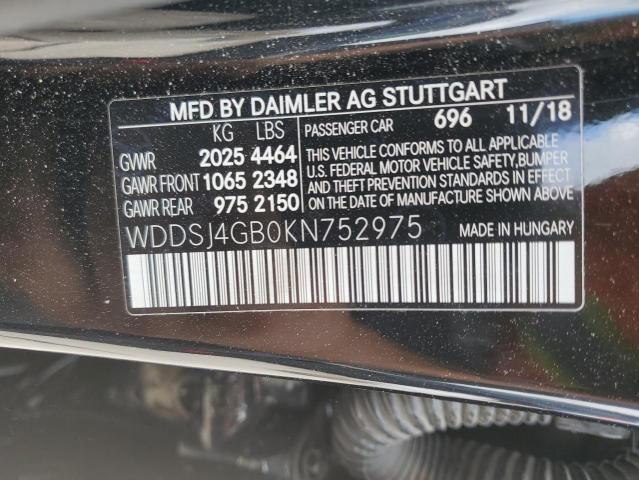 MFD BY DAIMLER AG STUTTGART
KG LBS
GVWR 2025 4464
GAWR FRONT 1065 2348
GAWR REAR 975 2150
PASSENGER CAR 696 11/18
THIS VEHICLE CONFORMS TO ALL APPLICABLE
U.S. FEDERAL MOTOR VEHICLE SAFETY, BUMPER
AND THEFT PREVENTION STANDARDS IN EFFECT
ON THE DATE OF MANUFACTURE SHOWN ABOVE.
WDDSJ4GB0KN752975 MADE IN HUNGARY